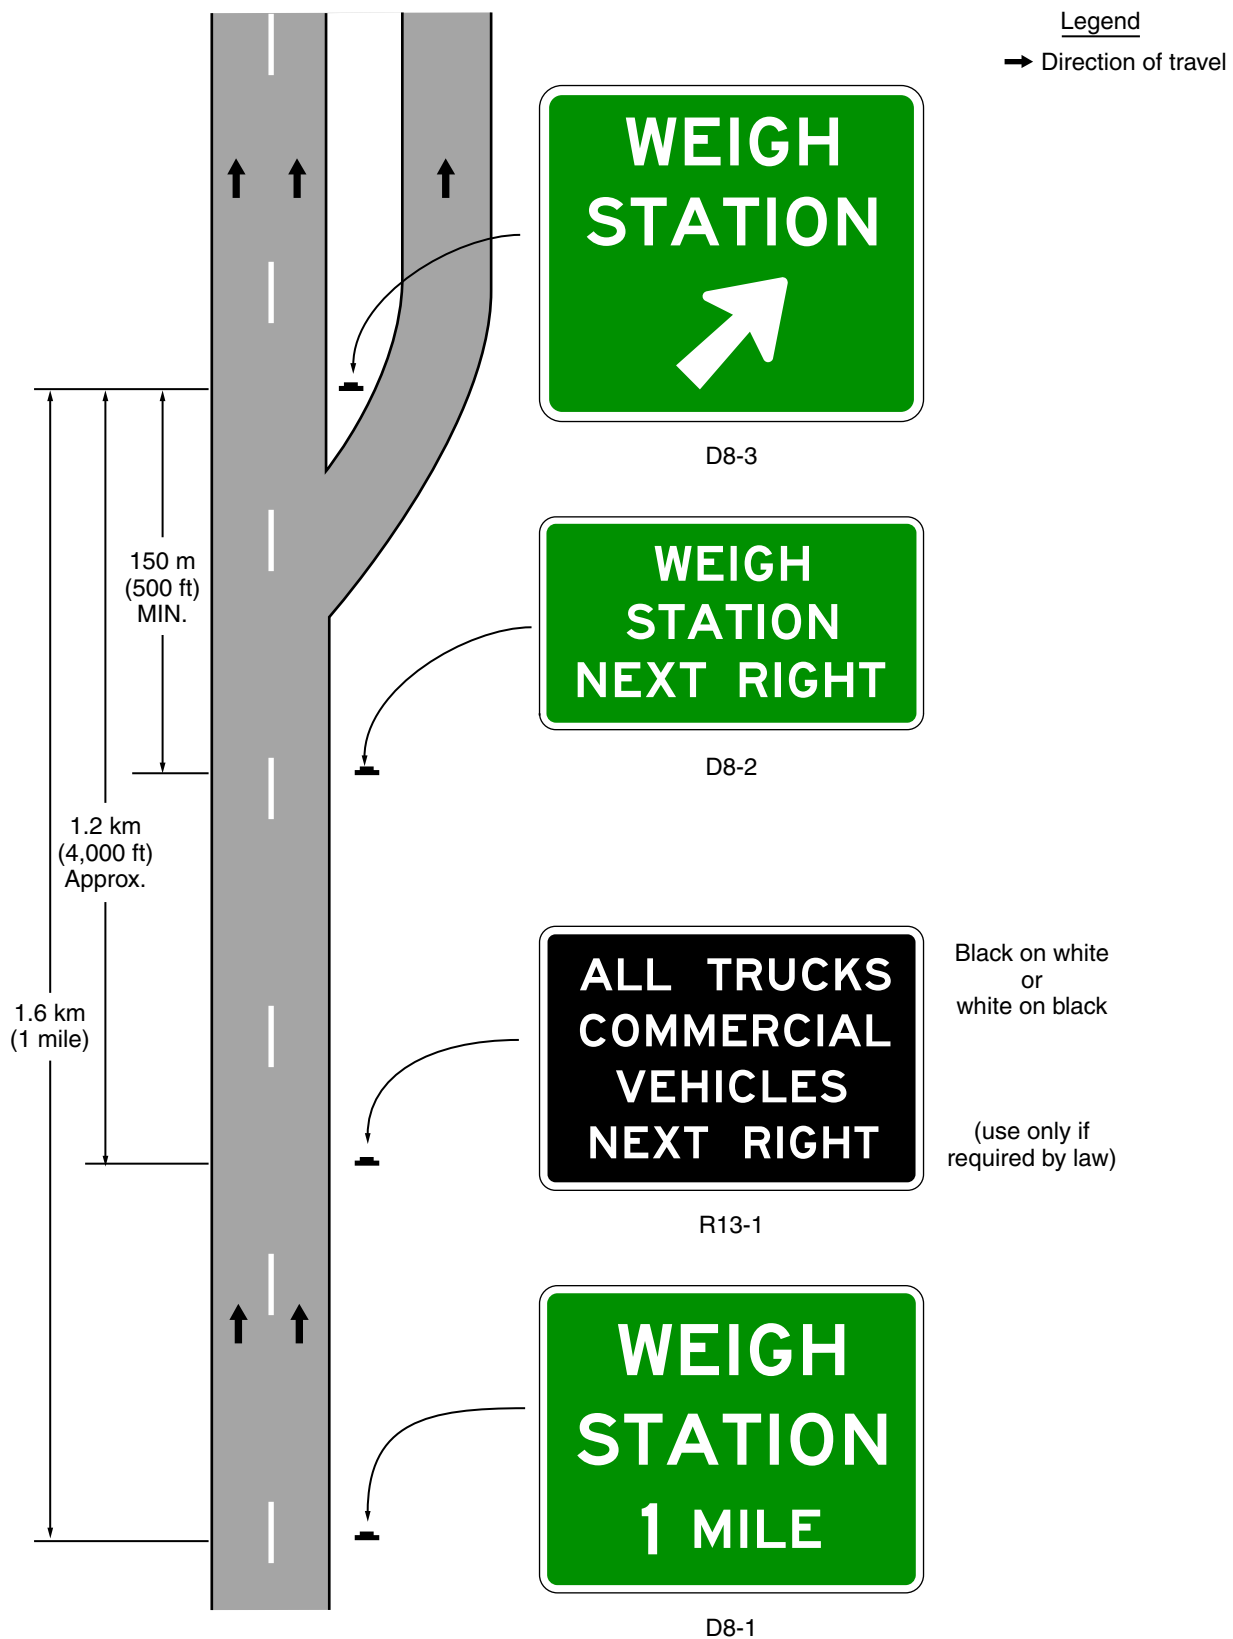 Legend
Direction of travel
WEIGH
STATION
D8-3
WEIGH
STATION
NEXT RIGHT
D8-2
150 m
(500 ft)
MIN.
1.2 km
(4,000 ft)
Approx.
1.6 km
(1 mile)
ALL TRUCKS
COMMERCIAL
VEHICLES
NEXT RIGHT
R13-1
Black on white
or
white on black
(use only if
required by law)
WEIGH
STATION
1 MILE
D8-1